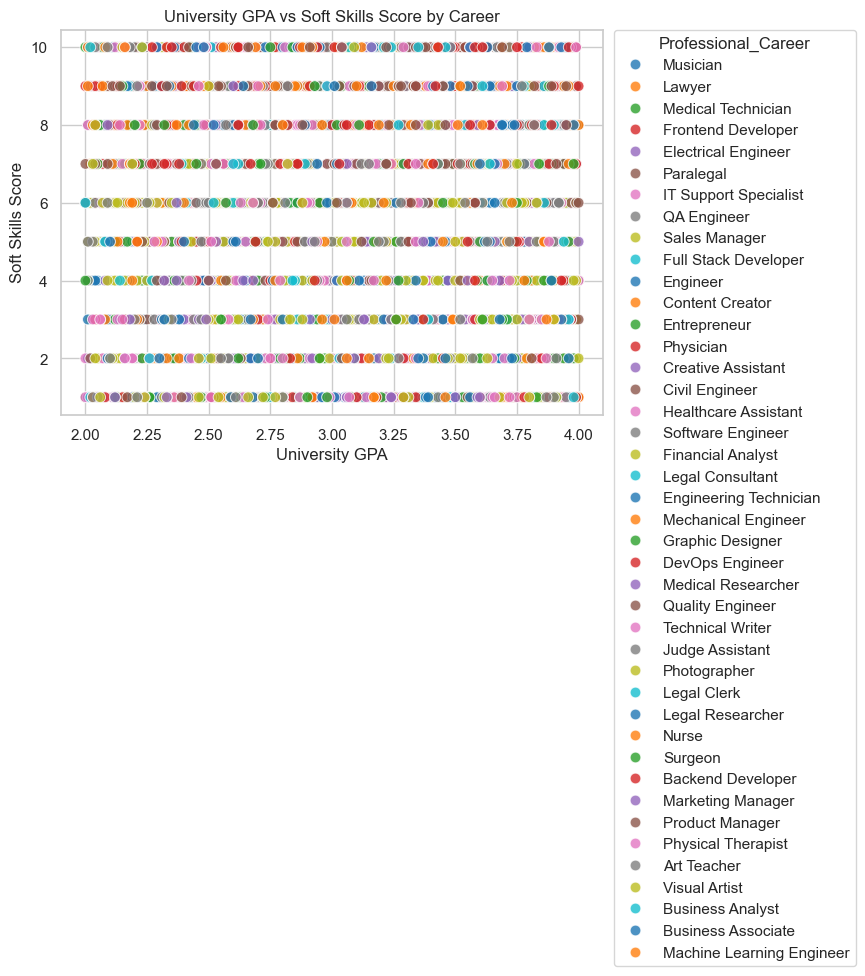 University GPA vs Soft Skills Score by Career
Soft Skills Score
10
8
6
4
2
2.00 2.25 2.50 2.75 3.00 3.25 3.50 3.75 4.00
University GPA
Professional_Career
Musician
Lawyer
Medical Technician
Frontend Developer
Electrical Engineer
Paralegal
IT Support Specialist
QA Engineer
Sales Manager
Full Stack Developer
Engineer
Content Creator
Entrepreneur
Physician
Creative Assistant
Civil Engineer
Healthcare Assistant
Software Engineer
Financial Analyst
Legal Consultant
Engineering Technician
Mechanical Engineer
Graphic Designer
DevOps Engineer
Medical Researcher
Quality Engineer
Technical Writer
Judge Assistant
Photographer
Legal Clerk
Legal Researcher
Nurse
Surgeon
Backend Developer
Marketing Manager
Product Manager
Physical Therapist
Art Teacher
Visual Artist
Business Analyst
Business Associate
Machine Learning Engineer